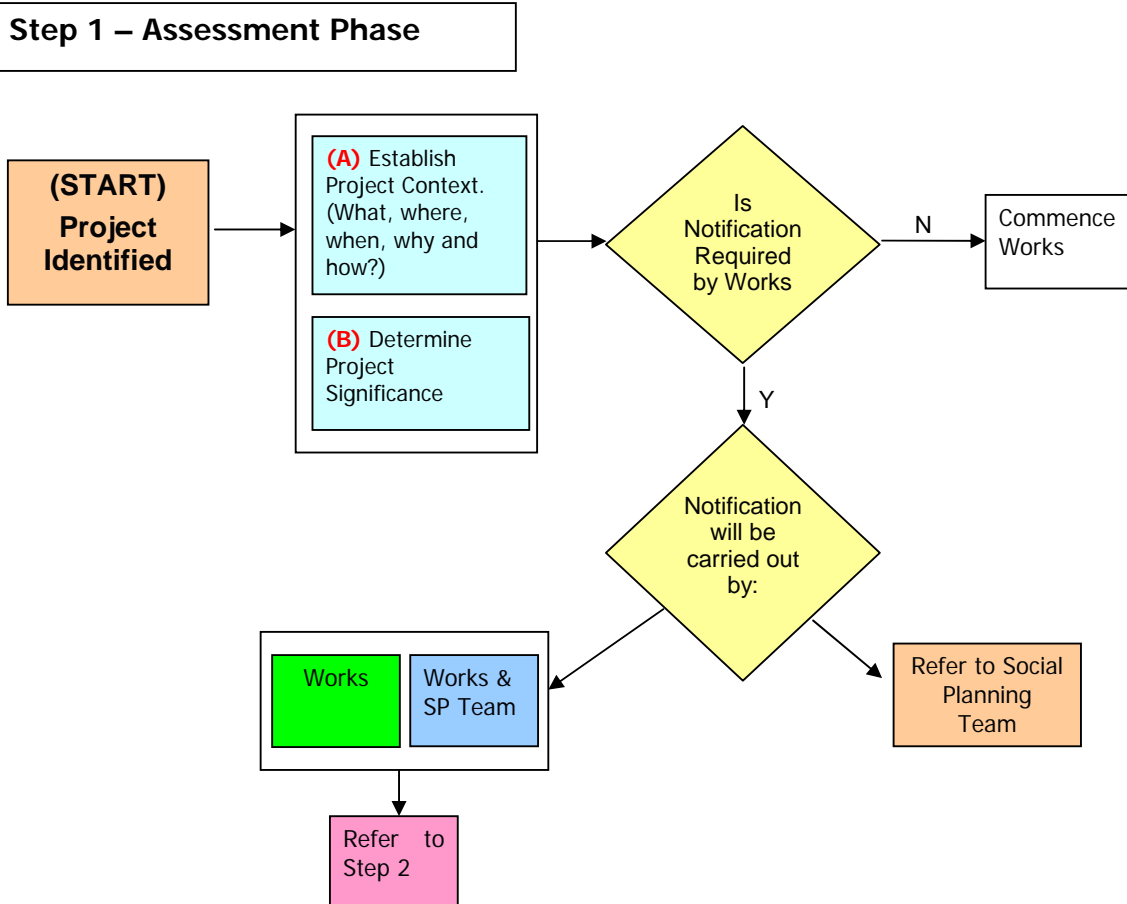 Step 1 – Assessment Phase
(START)
Project
Identified
(A) Establish
Project Context.
(What, where,
when, why and
how?)
(B) Determine
Project
Significance
Is
Notification
Required
by Works
N
Commence
Works
Y
Notification
will be
carried out
by:
Works
Works &
SP Team
Refer to Social
Planning
Team
Refer to
Step 2